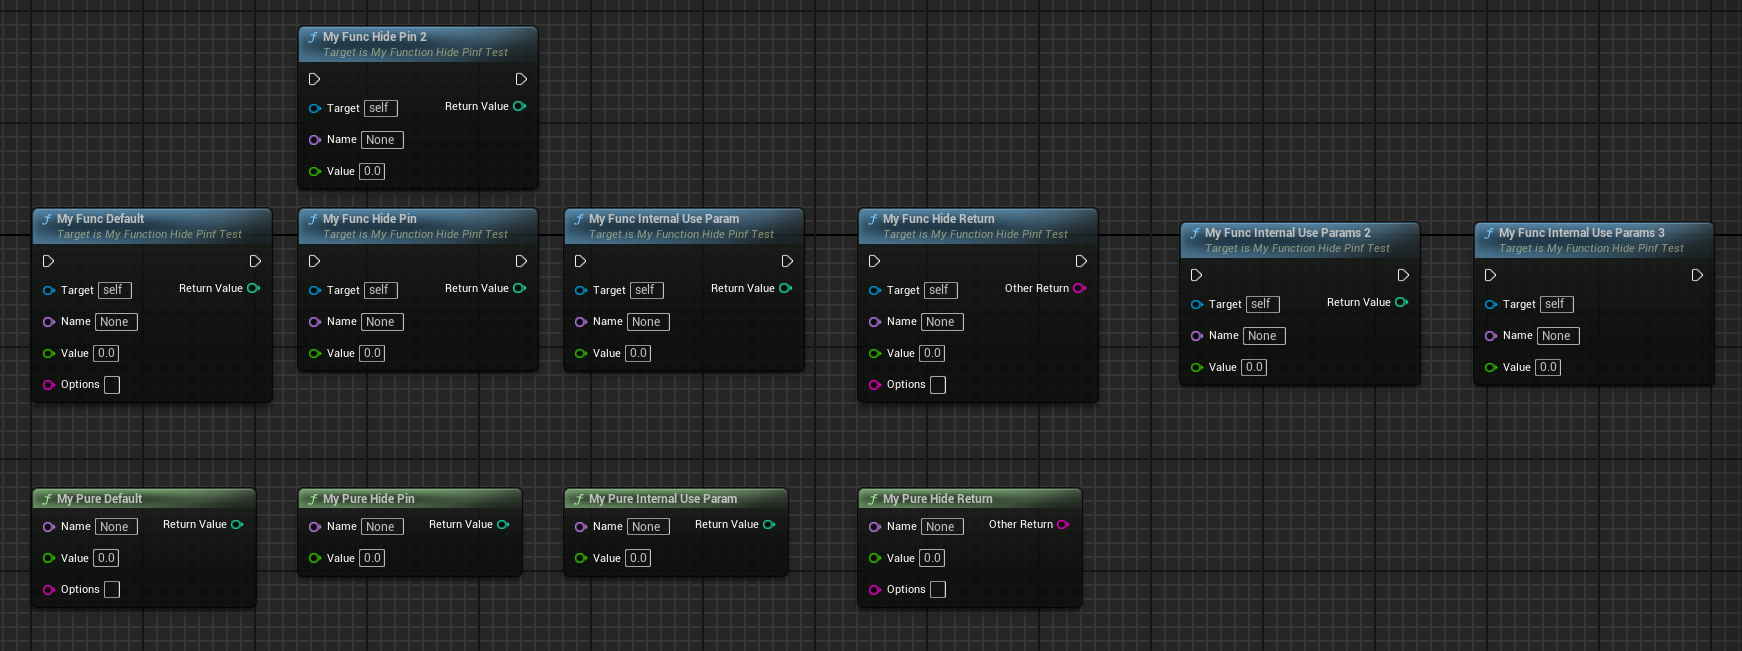 My Func Hide Pin 2
Target is My Function Hide Pinf Test
Target self Return Value
Name None
Value 0.0
My Func Default
Target is My Function Hide Pinf Test
Target self Return Value
Name None
Value 0.0
Options
My Func Hide Pin
Target is My Function Hide Pinf Test
Target self Return Value
Name None
Value 0.0
My Func Internal Use Param
Target is My Function Hide Pinf Test
Target self Return Value
Name None
Value 0.0
My Func Hide Return
Target is My Function Hide Pinf Test
Target self Other Return
Name None
Value 0.0
Options
My Func Internal Use Params 2
Target is My Function Hide Pinf Test
Target self Return Value
Name None
Value 0.0
My Func Internal Use Params 3
Target is My Function Hide Pinf Test
Target self
Name None
Value 0.0
My Pure Default
Name None Return Value
Value 0.0
Options
My Pure Hide Pin
Name None Return Value
Value 0.0
My Pure Internal Use Param
Name None Return Value
Value 0.0
My Pure Hide Return
Name None Other Return
Value 0.0
Options